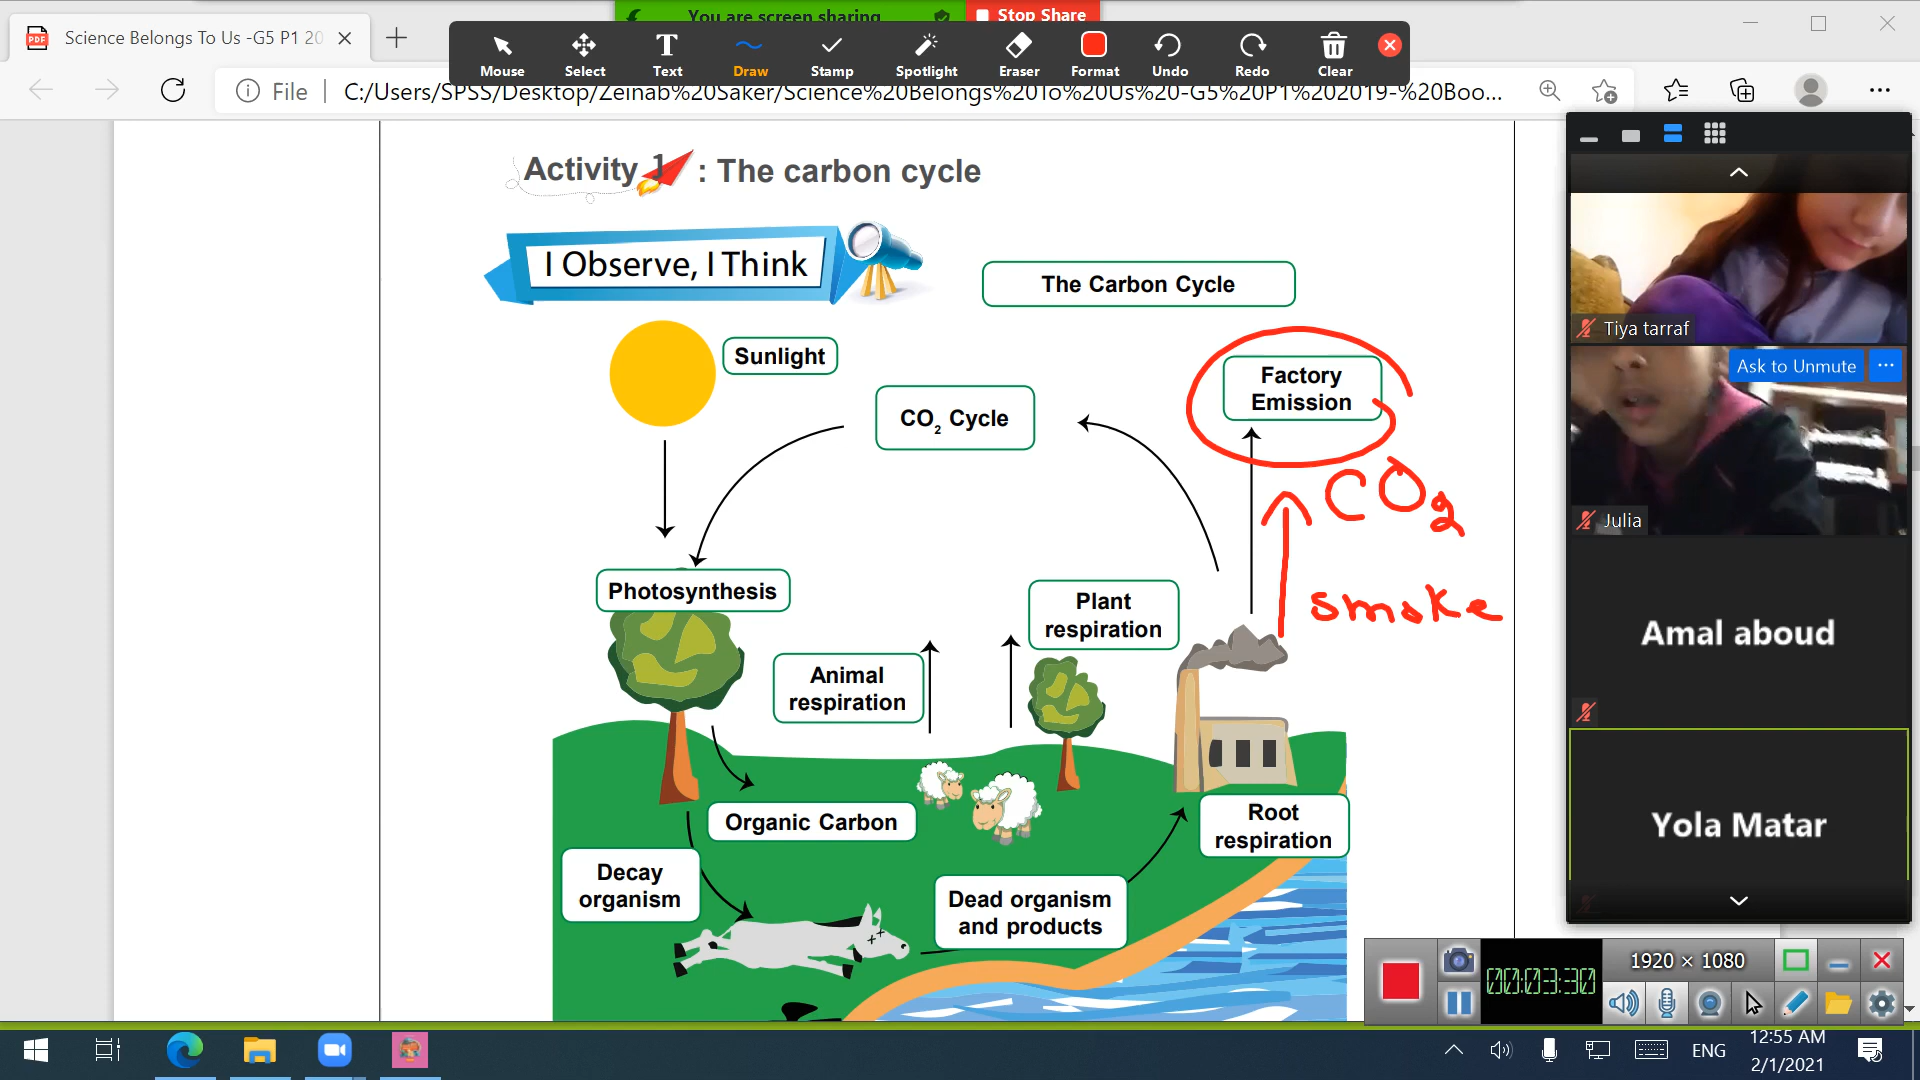 You are screen sharing
Stop Share
Science Belongs To Us -G5 P1 20
Mouse
Select
Text
Draw
Stamp
Spotlight
Eraser
Format
Undo
Redo
Clear
File
C:/Users/SPSS/Desktop/Zeinab%20Saker/Science%20Belongs%20To%20Us%20-G5%20P1%202019-%20Boo...
Activity 1 : The carbon cycle
I Observe, I Think
The Carbon Cycle
Sunlight
Factory
Emission
CO2 Cycle
CO2
smoke
Photosynthesis
Plant
respiration
Animal
respiration
Organic Carbon
Root
respiration
Decay
organism
Dead organism
and products
Tiya tarraf
Ask to Unmute
...
Julia
Amal aboud
Yola Matar
1920 × 1080
00:03:30
ENG
12:55 AM
2/1/2021